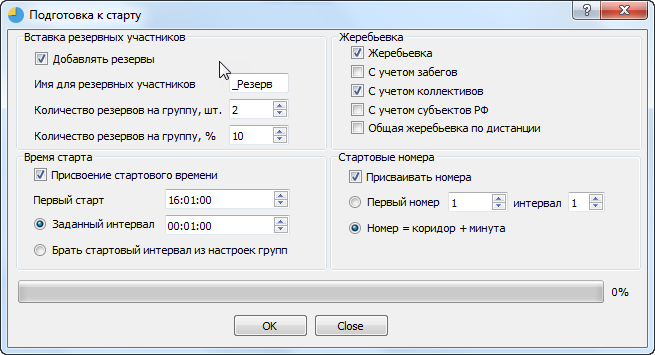 Подготовка к старту
Вставка резервных участников
Добавлять резервы
Имя для резервных участников _Резерв
Количество резервов на группу, шт. 2
Количество резервов на группу, % 10
Жеребьевка
Жеребьевка
С учетом забегов
С учетом коллективов
С учетом субъектов РФ
Общая жеребьевка по дистанции
Время старта
Присвоение стартового времени
Первый старт 16:01:00
Заданный интервал 00:01:00
Брать стартовый интервал из настроек групп
Стартовые номера
Присваивать номера
Первый номер 1 интервал 1
Номер = коридор + минута
0%
OK Close